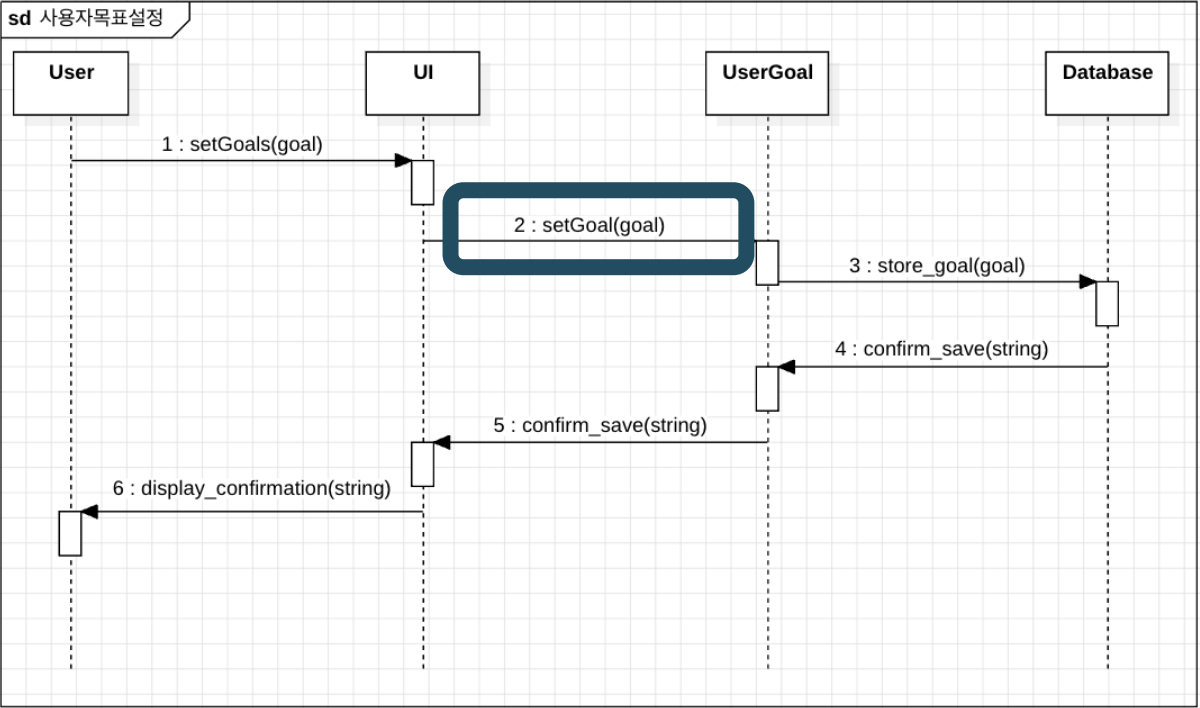 sd 사용자목표설정
User
UI
UserGoal
Database
1 : setGoals(goal)
2 : setGoal(goal)
3 : store_goal(goal)
4 : confirm_save(string)
5 : confirm_save(string)
6 : display_confirmation(string)